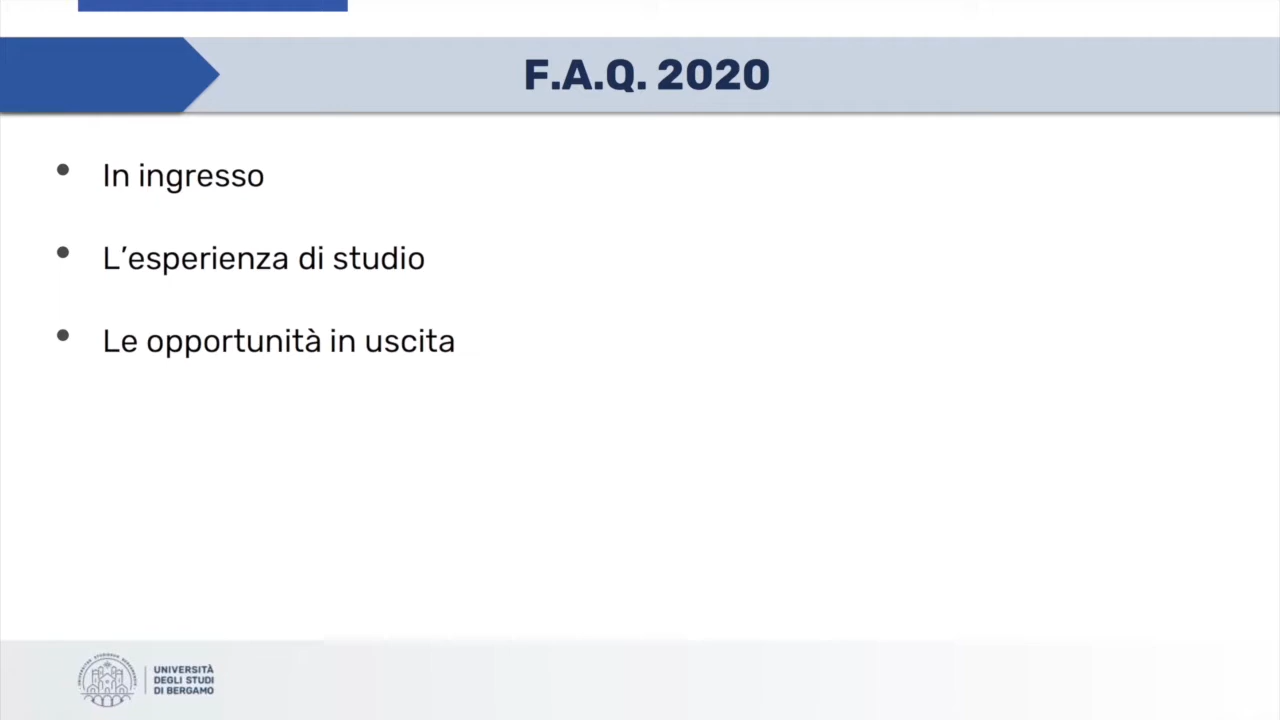 F.A.Q. 2020
• In ingresso
• L’esperienza di studio
• Le opportunità in uscita
UNIVERSITÀ
DEGLI STUDI
DI BERGAMO